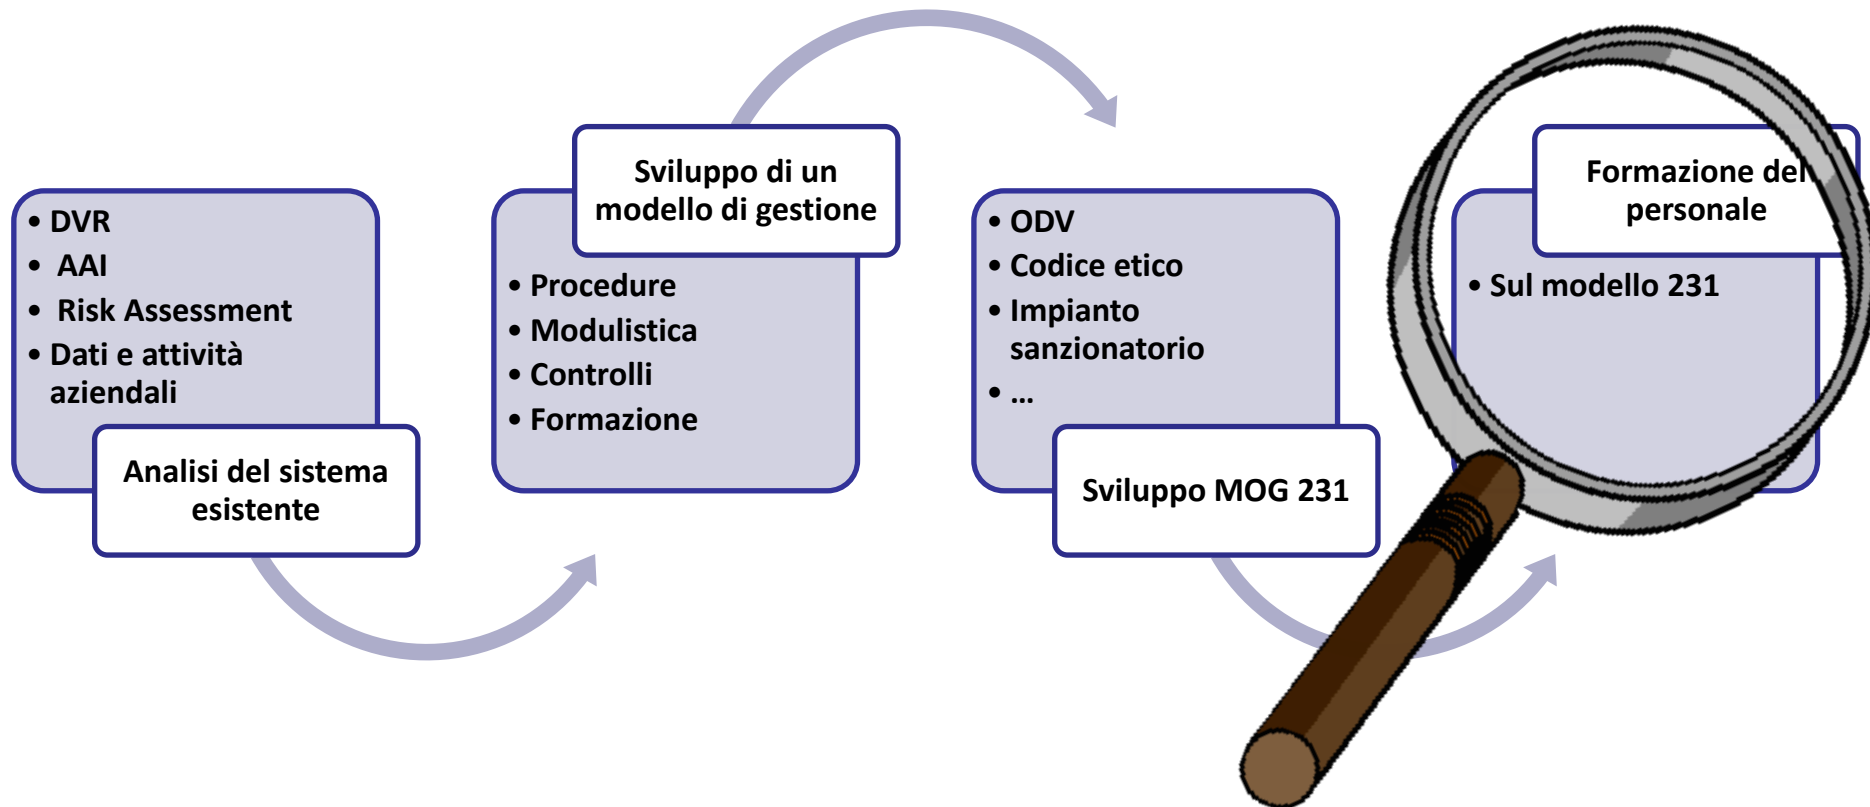 • DVR
• AAI
• Risk Assessment
• Dati e attività
aziendali
Analisi del sistema
esistente
Sviluppo di un
modello di gestione
• Procedure
• Modulistica
• Controlli
• Formazione
• ODV
• Codice etico
• Impianto
sanzionatorio
• ...
Sviluppo MOG 231
Formazione del
personale
• Sul modello 231